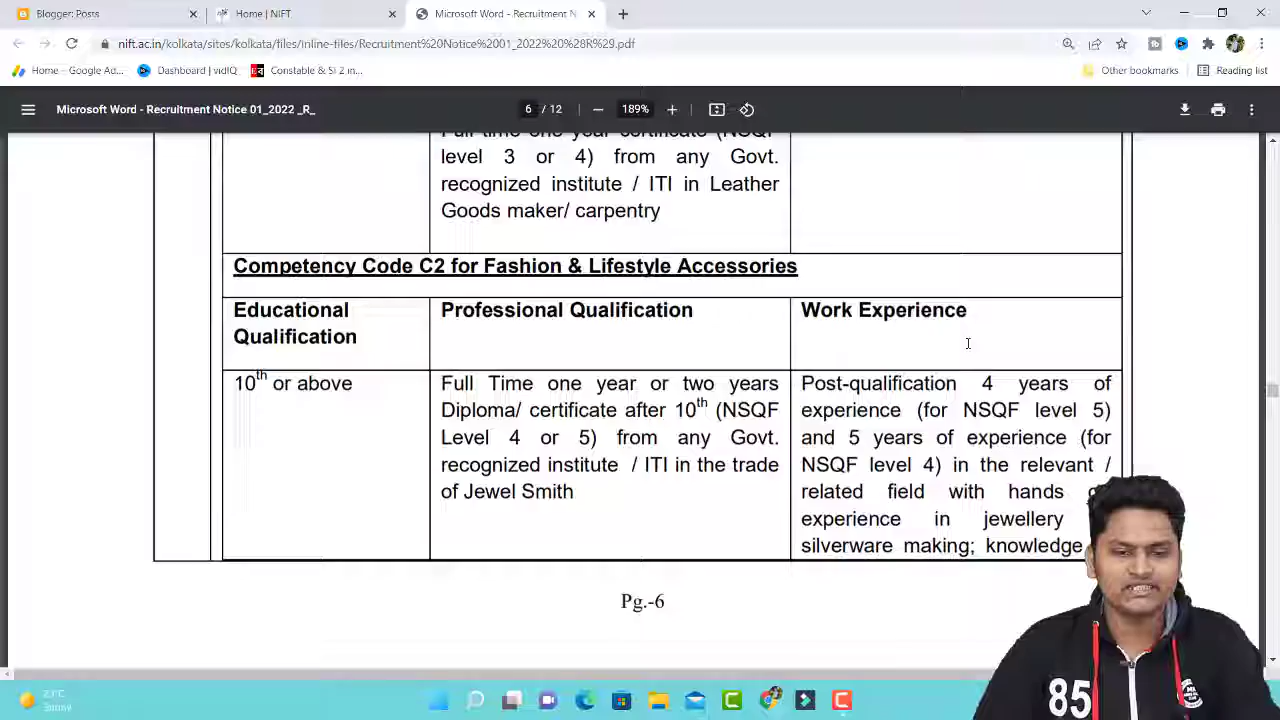 Blogger: Posts
Home | NIFT
Microsoft Word - Recruitment N
nift.ac.in/kolkata/sites/kolkata/files/inline-files/Recruitment%20Notice%2001_2022%20%28R%29.pdf
Home - Google Ad...
Dashboard | vidIQ
Constable & SI 2 in...
Other bookmarks
Reading list
Microsoft Word - Recruitment Notice 01_2022 _R_
6 / 12
189%
Full time one year certificate (NSQF
level 3 or 4) from any Govt.
recognized institute / ITI in Leather
Goods maker/ carpentry
Competency Code C2 for Fashion & Lifestyle Accessories
Educational
Qualification
Professional Qualification
Work Experience
10th or above
Full Time one year or two years
Diploma/ certificate after 10th (NSQF
Level 4 or 5) from any Govt.
recognized institute / ITI in the trade
of Jewel Smith
Post-qualification 4 years of
experience (for NSQF level 5)
and 5 years of experience (for
NSQF level 4) in the relevant /
related field with hands
experience in jewellery
silverware making; knowledge
Pg.-6
85